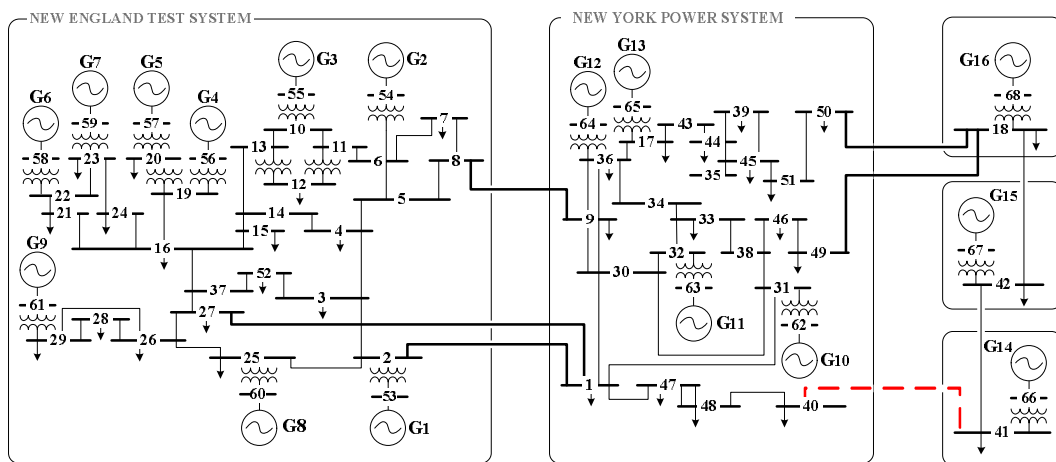 NEW ENGLAND TEST SYSTEM
NEW YORK POWER SYSTEM
G7 G5 G3 G2 G13 G12 G16
G6 G4
55 54 65 68
59 57 7 64 43 39 50 18
58 23 20 56 13 10 11 6 8 36 17 44
22 19 12 35 45 51 G15
21 24 14 5 9 34
16 15 4 33 46 67
G9 52 30 32 38 49 42
61 37 3 63 31
28 27 G11 62
29 26 G10 G14
25 2 1 47 66
60 53 48 40 41
G8 G1